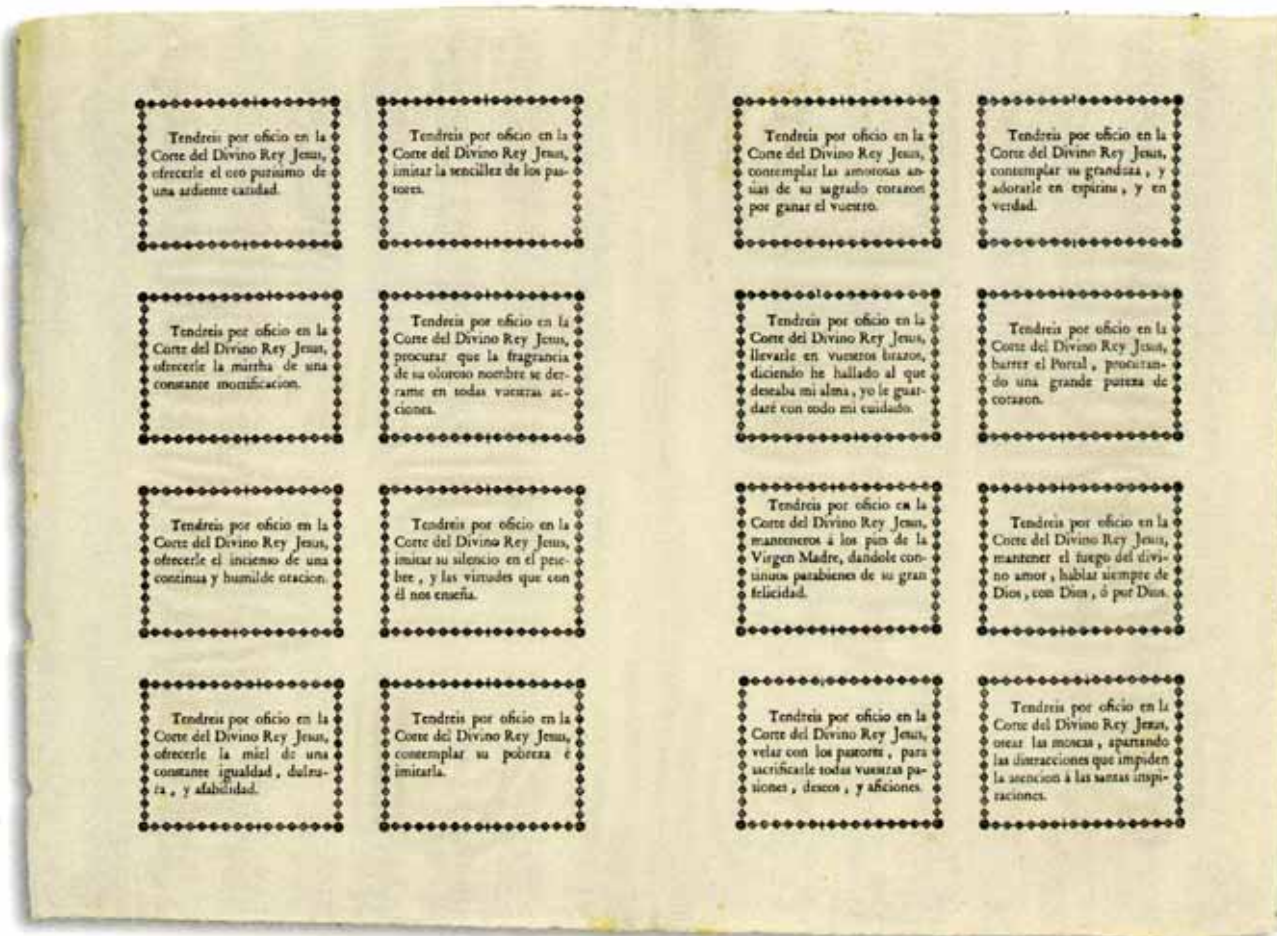 Tendreis por oficio en la
Corte del Divino Rey Jesus,
ofrecerle el oro purisimo de
una ardiente caridad.
Tendreis por oficio en la
Corte del Divino Rey Jesus,
imitar la sencillez de los pas-
tores.
Tendreis por oficio en la
Corte del Divino Rey Jesus,
contemplar las amorosas an-
sias de su sagrado corazon
por ganar el vuestro.
Tendreis por oficio en la
Corte del Divino Rey Jesus,
contemplar su grandeza , y
adorarle en espiritu , y en
verdad.
Tendreis por oficio en la
Corte del Divino Rey Jesus,
ofrecerle la mirrha de una
constante mortificacion.
Tendreis por oficio en la
Corte del Divino Rey Jesus,
procurar que la fragrancia
de su oloroso nombre se der-
rame en todas vuestras ac-
ciones.
Tendreis por oficio en la
Corte del Divino Rey Jesus,
llevarle en vuestros brazos,
diciendo he hallado al que
deseaba mi alma , yo le guar-
daré con todo mi cuidado.
Tendreis por oficio en la
Corte del Divino Rey Jesus,
barrer el Portal , procuran-
do una grande pureza de
corazon.
Tendreis por oficio en la
Corte del Divino Rey Jesus,
ofrecerle el incienso de una
continua y humilde oracion.
Tendreis por oficio en la
Corte del Divino Rey Jesus,
imitar su silencio en el pese-
bre , y las virtudes que con
él nos enseña.
Tendreis por oficio en la
Corte del Divino Rey Jesus,
manteneros á los pies de la
Virgen Madre, dandole con-
tinuos parabienes de su gran
felicidad.
Tendreis por oficio en la
Corte del Divino Rey Jesus,
mantener el fuego del divi-
no amor , hablar siempre de
Dios , con Dios , ó por Dios.
Tendreis por oficio en la
Corte del Divino Rey Jesus,
ofrecerle la miel de una
constante igualdad , dulzu-
ra , y afabilidad.
Tendreis por oficio en la
Corte del Divino Rey Jesus,
contemplar su pobreza é
imitarla.
Tendreis por oficio en la
Corte del Divino Rey Jesus,
velar con los pastores , para
sacrificarle todas vuestras pa-
siones , deseos , y aficiones.
Tendreis por oficio en la
Corte del Divino Rey Jesus,
osear las moscas , apartando
las distracciones que impiden
la atencion á las santas inspi-
raciones.